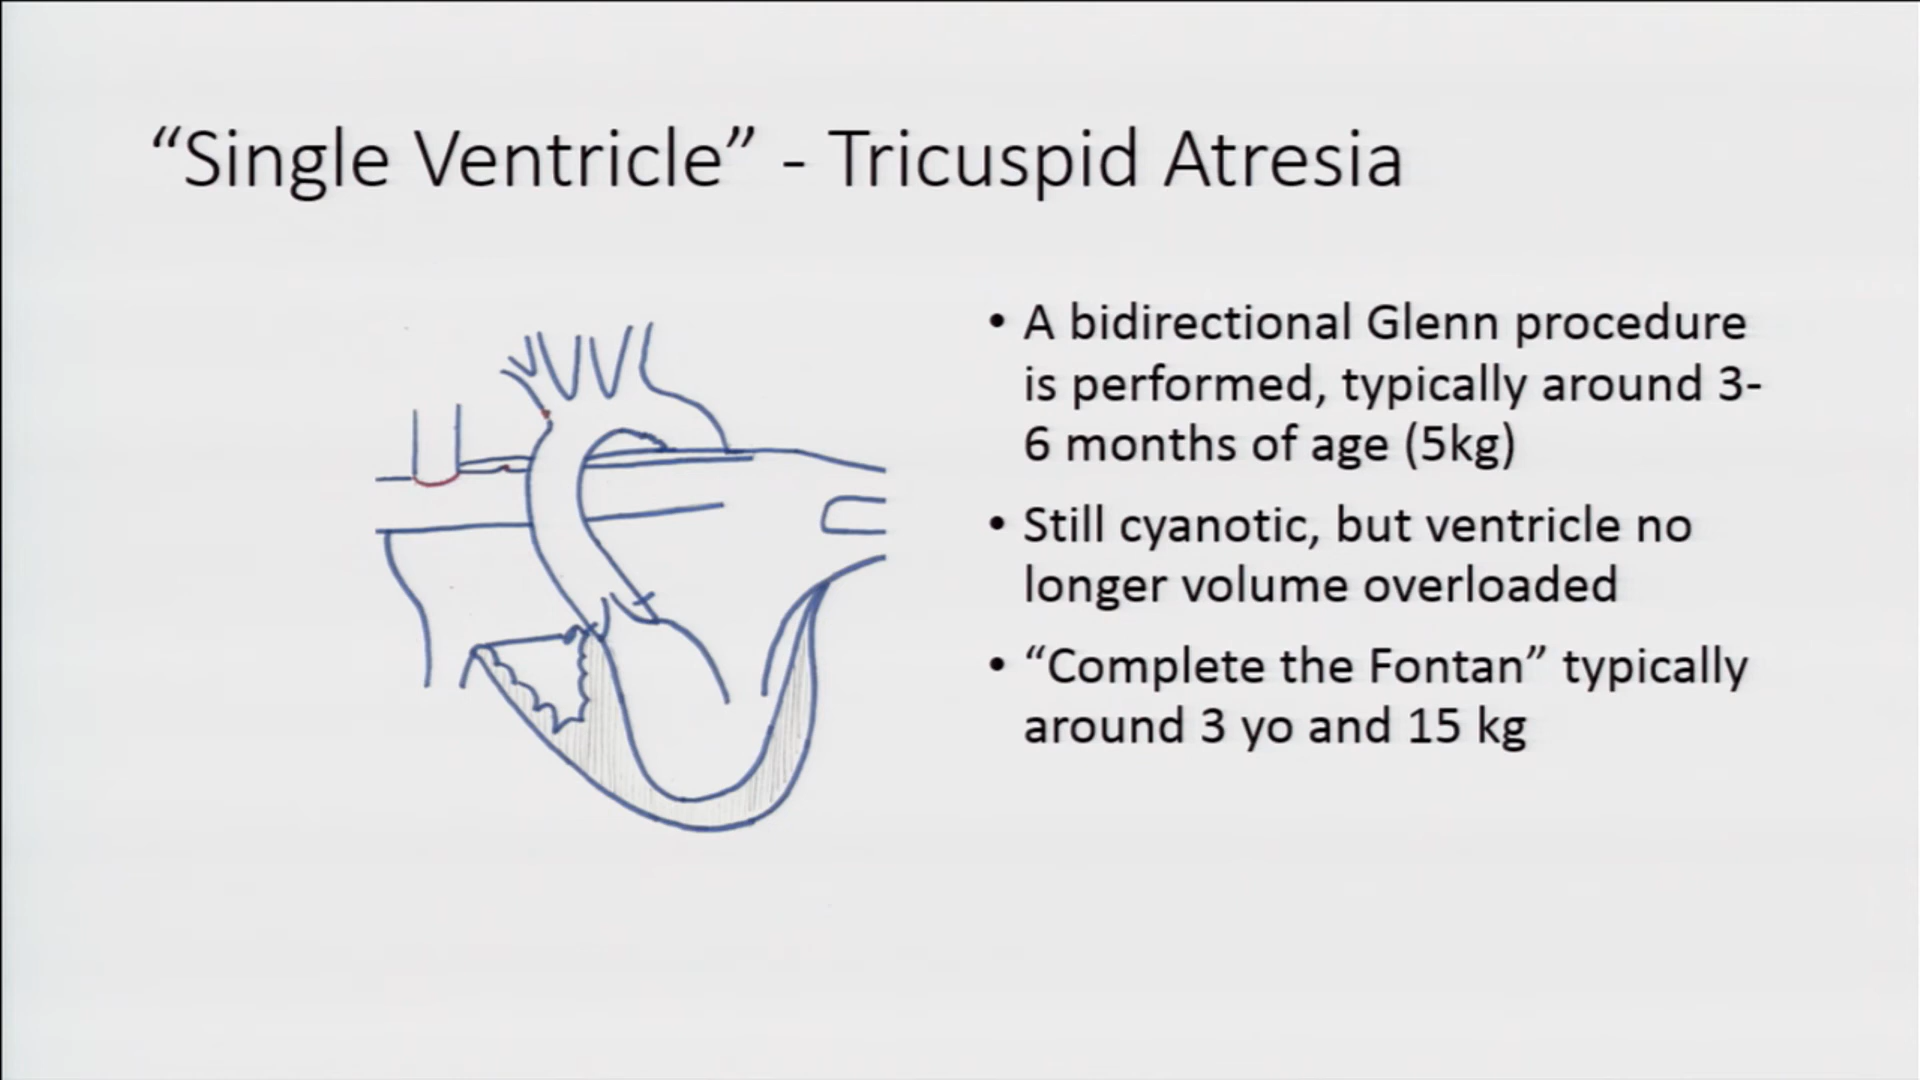 “Single Ventricle” - Tricuspid Atresia
• A bidirectional Glenn procedure
is performed, typically around 3-
6 months of age (5kg)
• Still cyanotic, but ventricle no
longer volume overloaded
• “Complete the Fontan” typically
around 3 yo and 15 kg